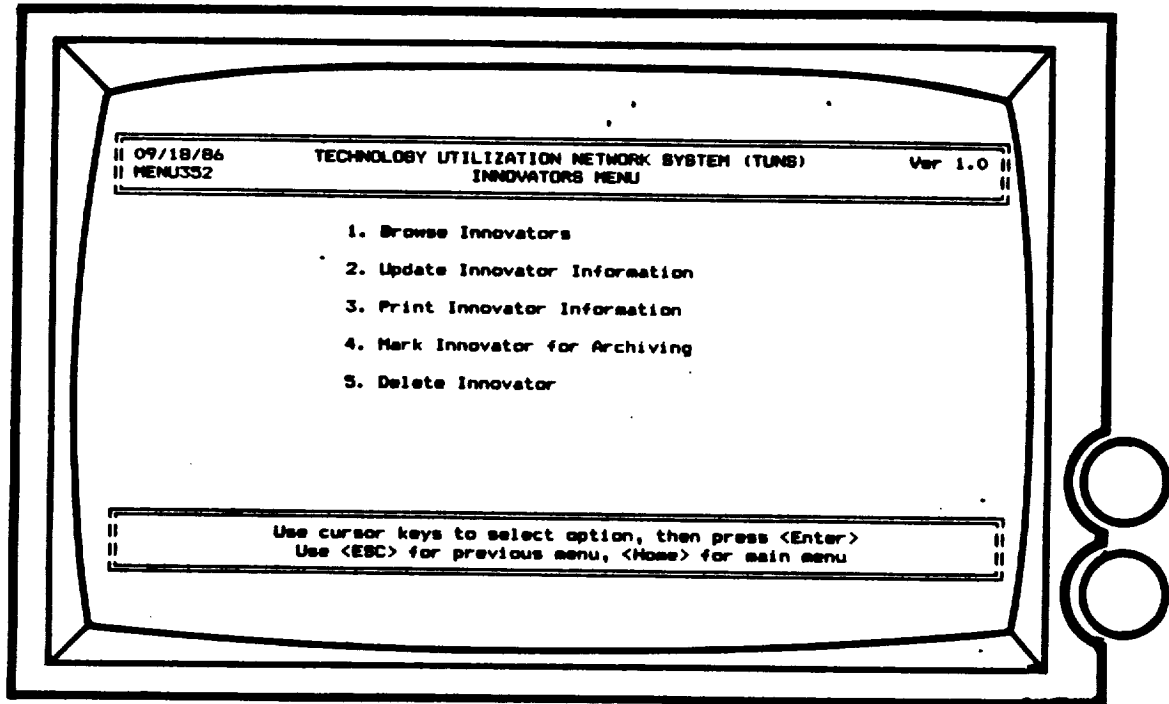 09/18/86 TECHNOLOGY UTILIZATION NETWORK SYSTEM (TUNS) Ver 1.0
MENU352 INNOVATORS MENU
1. Browse Innovators
2. Update Innovator Information
3. Print Innovator Information
4. Mark Innovator for Archiving
5. Delete Innovator
Use cursor keys to select option, then press <Enter>
Use <ESC> for previous menu, <Home> for main menu